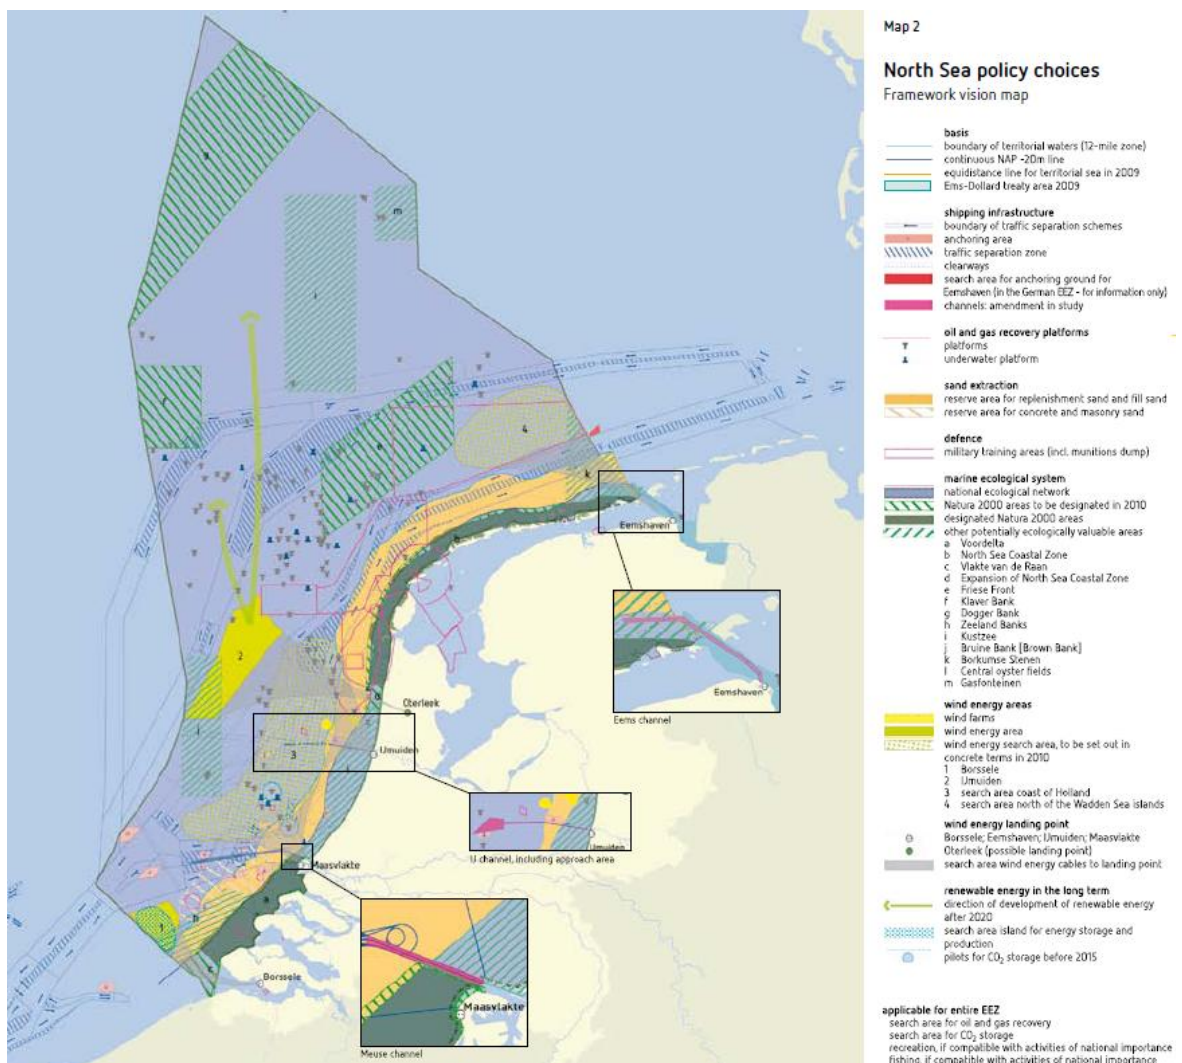 Map 2
North Sea policy choices
Framework vision map
basis
boundary of territorial waters (12-mile zone)
continuous NAP -20m line
equidistance line for territorial sea in 2009
Ems-Dollard treaty area 2009
shipping infrastructure
boundary of traffic separation schemes
anchoring area
traffic separation zone
clearways
search area for anchoring ground for
Eemshaven (in the German EEZ - for information only)
channels: amendment in study
oil and gas recovery platforms
platforms
underwater platform
sand extraction
reserve area for replenishment sand and fill sand
reserve area for concrete and masonry sand
defence
military training areas (incl. munitions dump)
marine ecological system
national ecological network
Natura 2000 areas to be designated in 2010
designated Natura 2000 areas
other potentially ecologically valuable areas
a Voordelta
b North Sea Coastal Zone
c Vlakte van de Raan
d Expansion of North Sea Coastal Zone
e Friese Front
f Klaver Bank
g Dogger Bank
h Zeeland Banks
i Kustzee
j Bruine Bank [Brown Bank]
k Borkumse Stenen
l Central oyster fields
m Gasfonteinen
wind energy areas
wind farms
wind energy area
wind energy search area, to be set out in
concrete terms in 2010
1 Borssele
2 IJmuiden
3 search area coast of Holland
4 search area north of the Wadden Sea islands
wind energy landing point
Borssele; Eemshaven; IJmuiden; Maasvlakte
Oterleek (possible landing point)
search area wind energy cables to landing point
renewable energy in the long term
direction of development of renewable energy
after 2020
search area island for energy storage and
production
pilots for CO₂ storage before 2015
applicable for entire EEZ
search area for oil and gas recovery
search area for CO₂ storage
recreation, if compatible with activities of national importance
fishing, if compatible with activities of national importance
g
m
l
f
e
4
k
Eemshaven
b
2
d
Oterleek
j
3
IJmuiden
i
Maasvlakte
a
h
1
c
Borssele
Eemshaven
Eems channel
IJmuiden
IJ channel, including approach area
Maasvlakte
Meuse channel